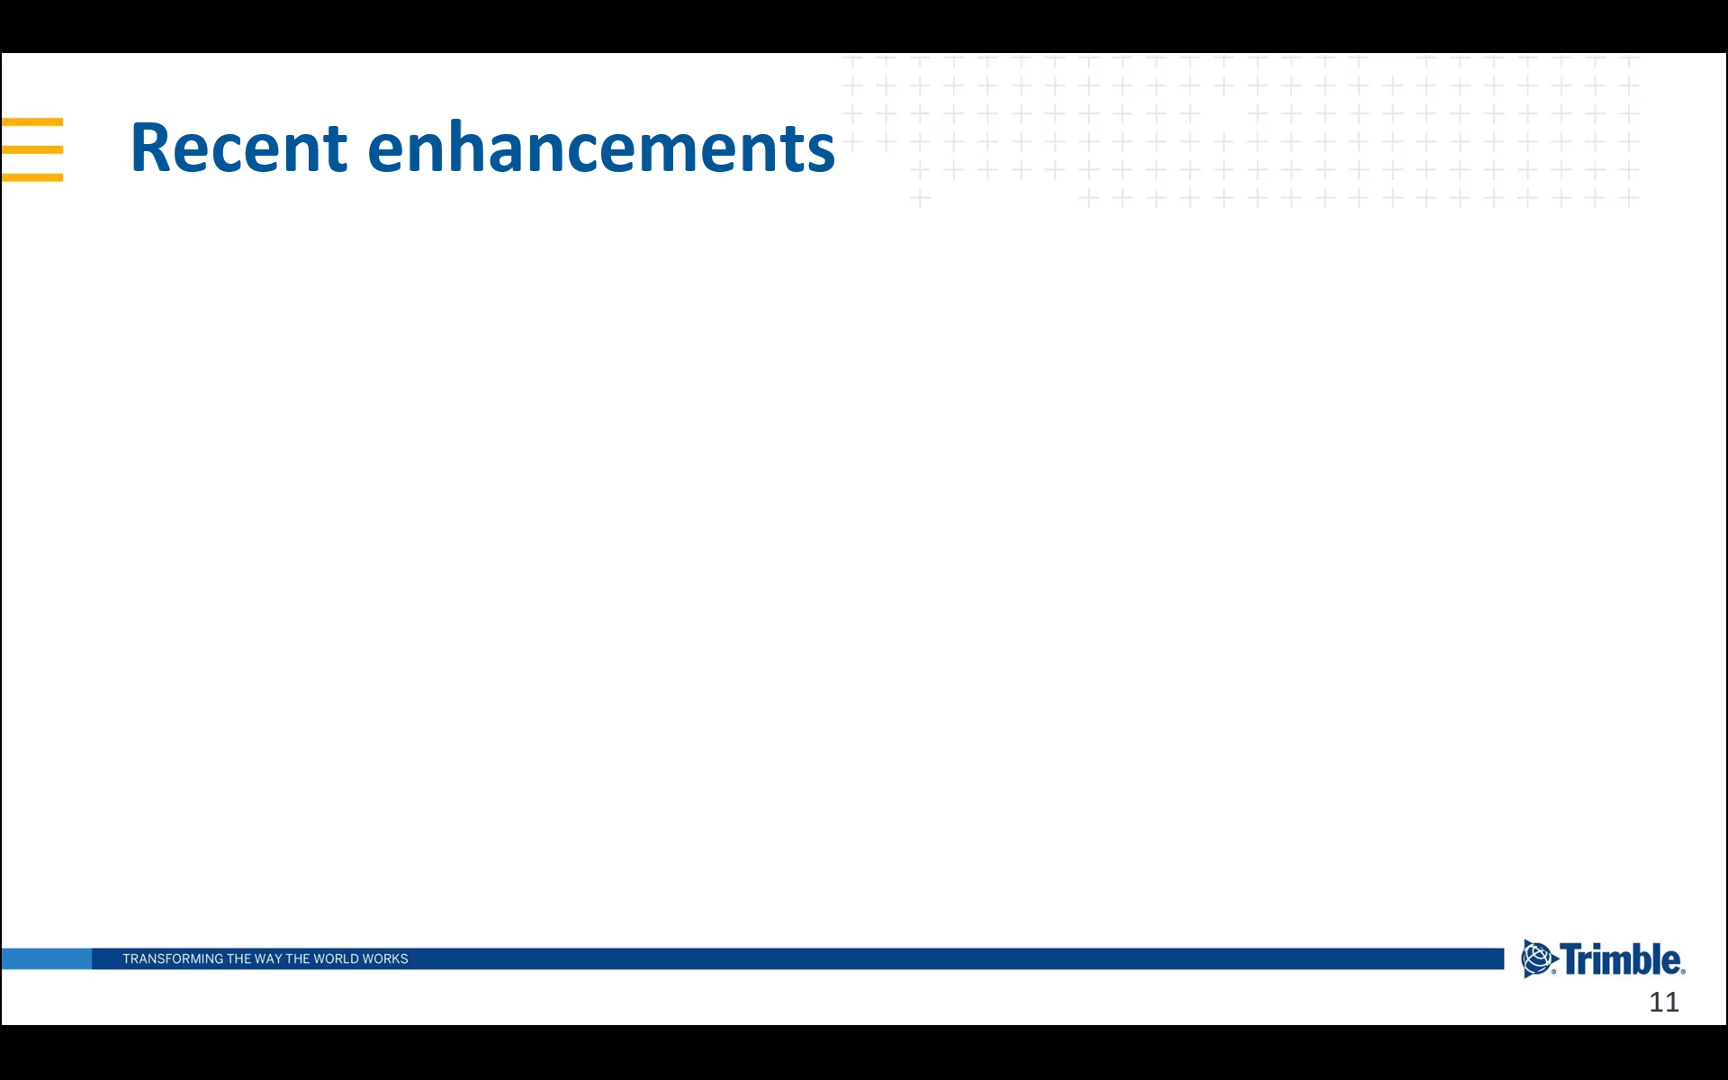 Recent enhancements
TRANSFORMING THE WAY THE WORLD WORKS
Trimble
11